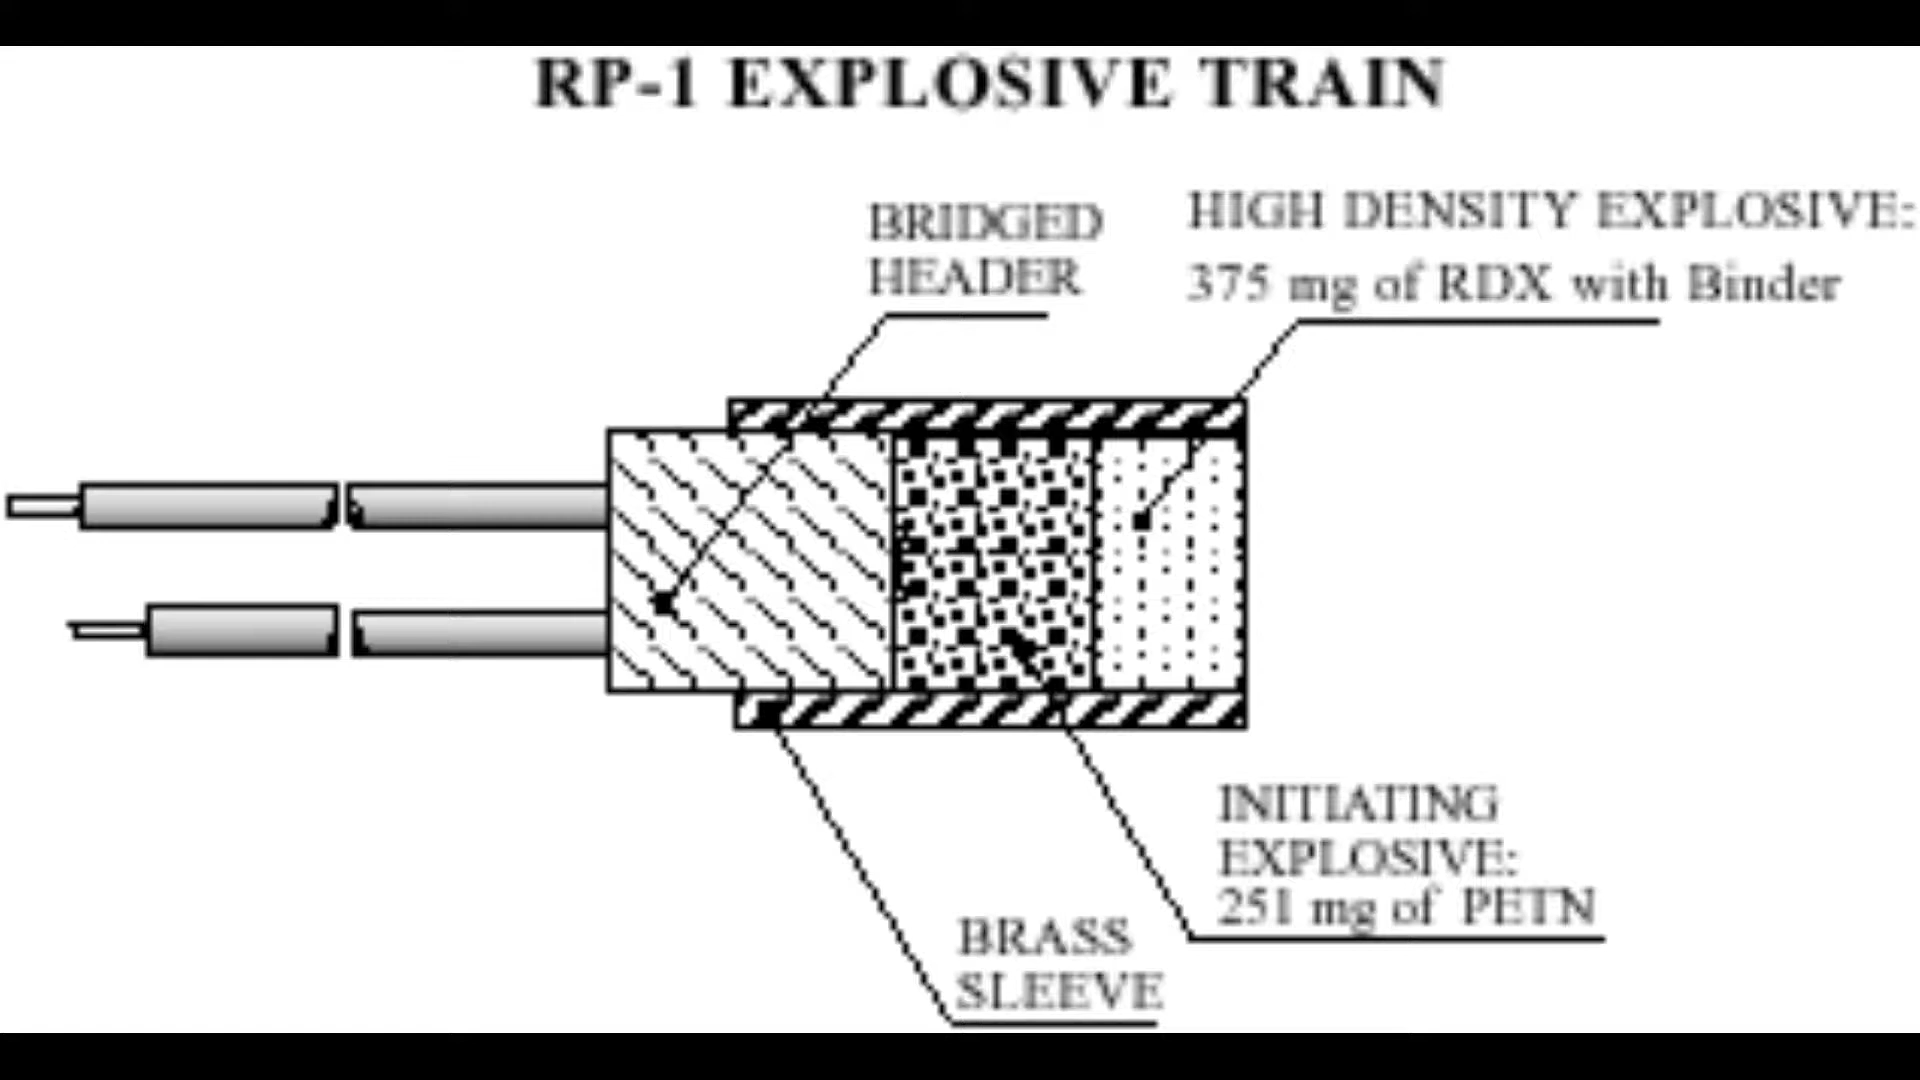 RP-1 EXPLOSIVE TRAIN
BRIDGED
HEADER
HIGH DENSITY EXPLOSIVE:
375 mg of RDX with Binder
INITIATING
EXPLOSIVE:
251 mg of PETN
BRASS
SLEEVE